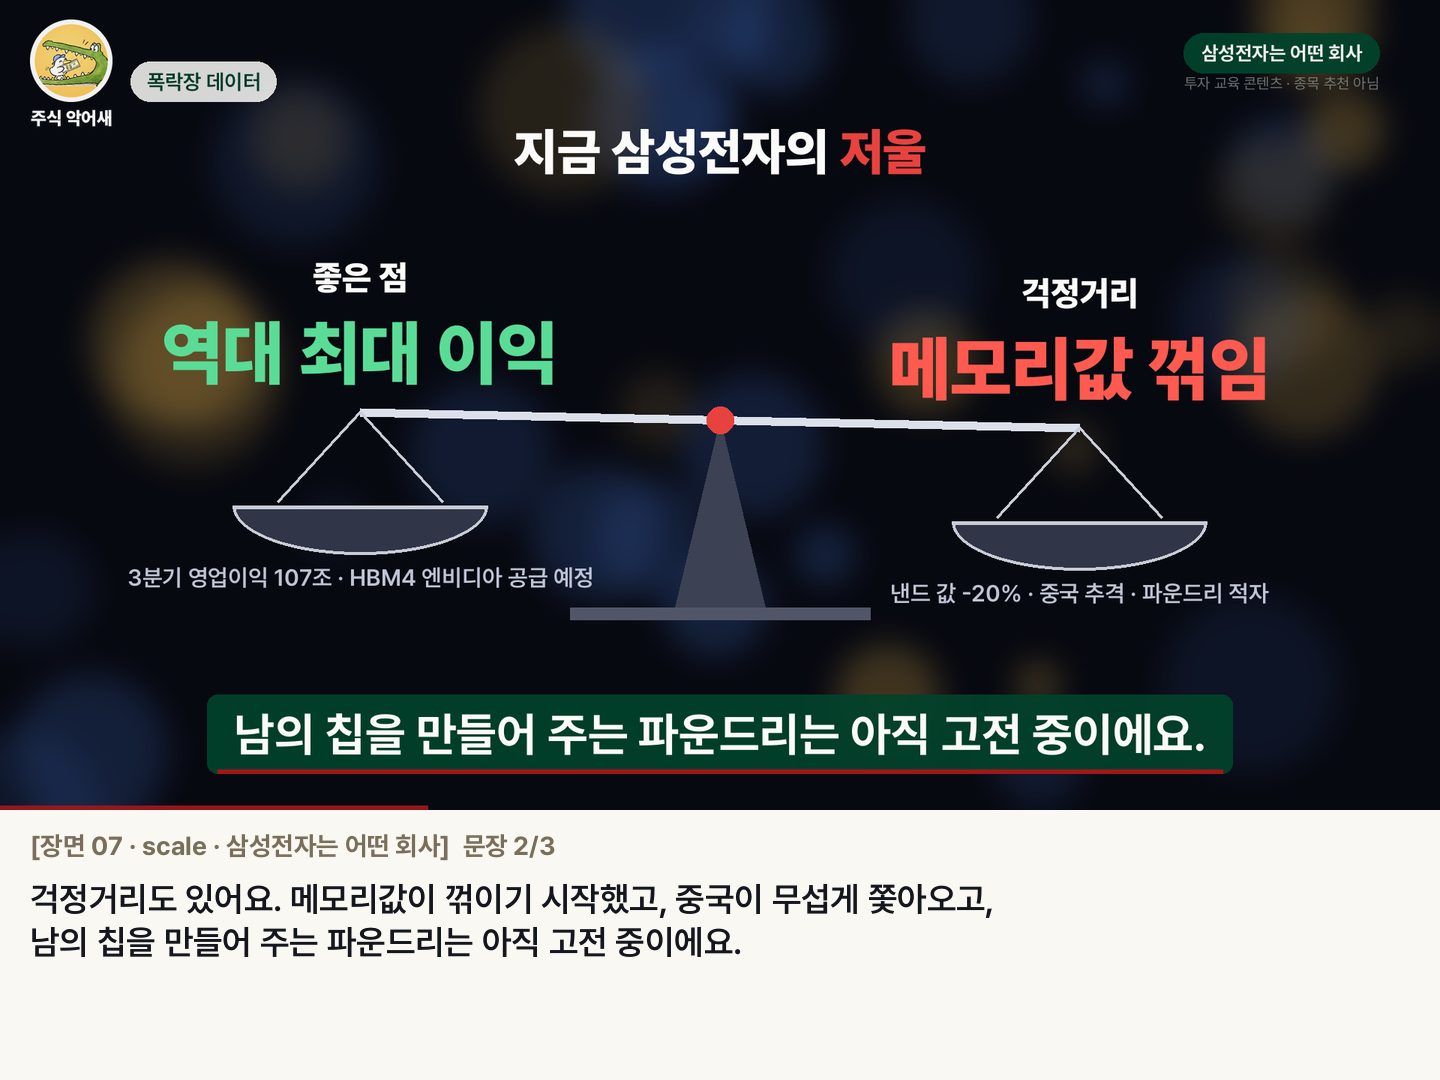 주식 악어새
폭락장 데이터
삼성전자는 어떤 회사
투자 교육 콘텐츠 · 종목 추천 아님
지금 삼성전자의 저울
좋은 점
역대 최대 이익
걱정거리
메모리값 꺾임
3분기 영업이익 107조 · HBM4 엔비디아 공급 예정
낸드 값 -20% · 중국 추격 · 파운드리 적자
남의 칩을 만들어 주는 파운드리는 아직 고전 중이에요.
[장면 07 · scale · 삼성전자는 어떤 회사] 문장 2/3
걱정거리도 있어요. 메모리값이 꺾이기 시작했고, 중국이 무섭게 쫓아오고,
남의 칩을 만들어 주는 파운드리는 아직 고전 중이에요.